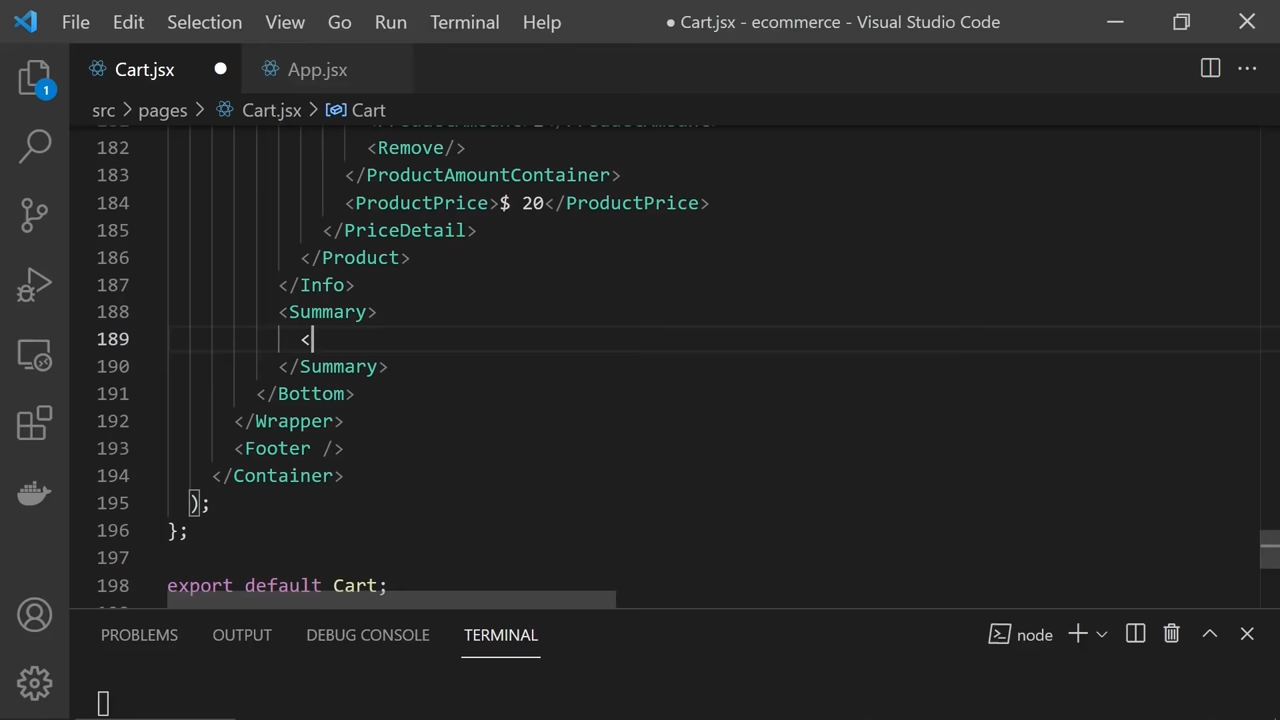 File Edit Selection View Go Run Terminal Help ● Cart.jsx - ecommerce - Visual Studio Code
Cart.jsx ● App.jsx ···
1
src > pages > Cart.jsx > Cart
182 <Remove/>
183 </ProductAmountContainer>
184 <ProductPrice>$ 20</ProductPrice>
185 </PriceDetail>
186 </Product>
187 </Info>
188 <Summary>
189 <
190 </Summary>
191 </Bottom>
192 </Wrapper>
193 <Footer />
194 </Container>
195 );
196 };
197
198 export default Cart;
PROBLEMS OUTPUT DEBUG CONSOLE TERMINAL node